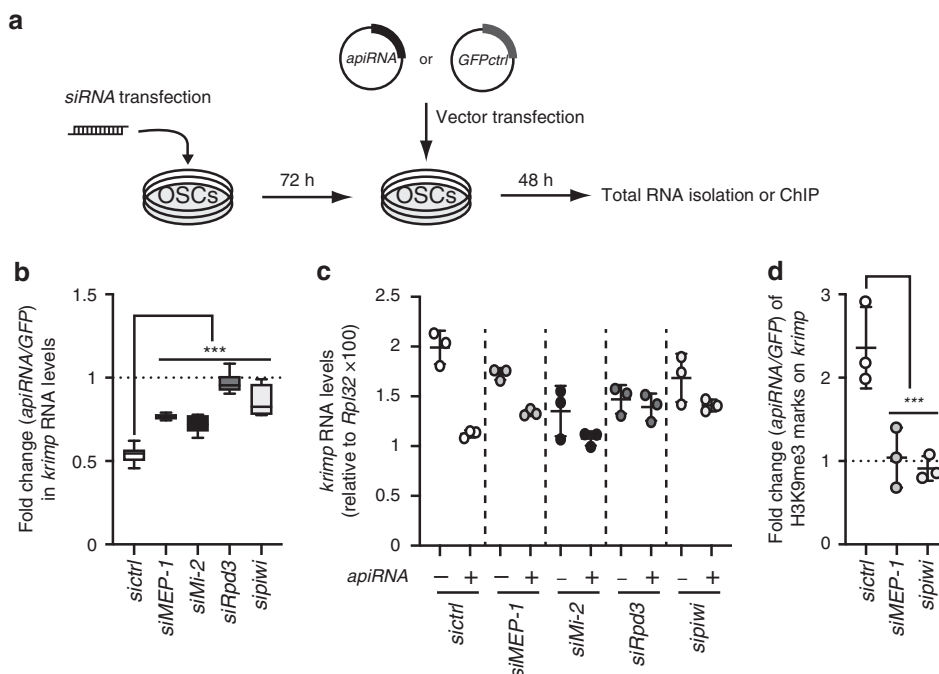 a
apiRNA or GFPctrl
siRNA transfection
Vector transfection
OSCs 72 h OSCs 48 h Total RNA isolation or ChIP
b
Fold change (apiRNA/GFP)
in krimp RNA levels
1.5
1
0.5
0
***
sictrl
siMEP-1
siMi-2
siRpd3
sipiwi
c
krimp RNA levels
(relative to Rpl32 ×100)
2.5
2
1.5
1
0.5
0
apiRNA − + − + − + − + − +
sictrl
siMEP-1
siMi-2
siRpd3
sipiwi
d
Fold change (apiRNA/GFP) of
H3K9me3 marks on krimp
3
2
1
0
***
sictrl
siMEP-1
sipiwi